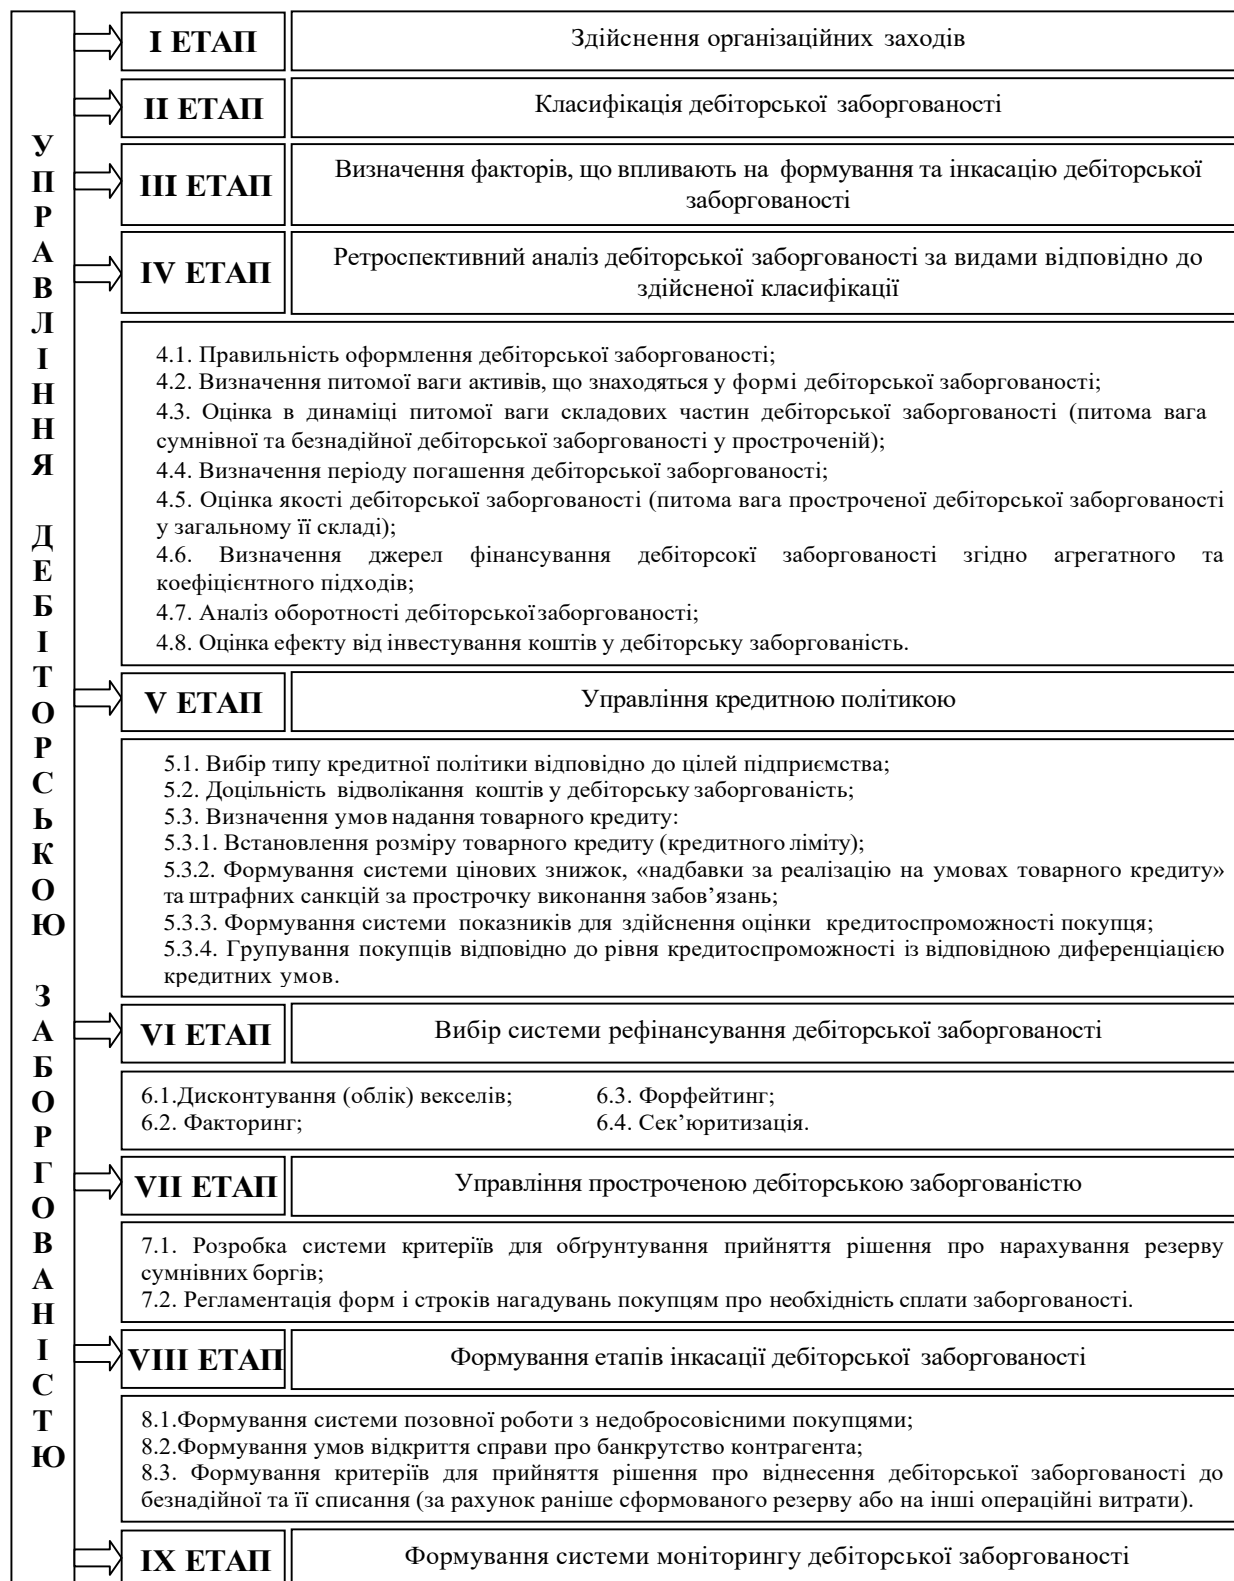 УПРАВЛІННЯ ДЕБІТОРСЬКОЮ ЗАБОРГОВАНІСТЮ
І ЕТАП
Здійснення організаційних заходів
ІІ ЕТАП
Класифікація дебіторської заборгованості
ІІІ ЕТАП
Визначення факторів, що впливають на формування та інкасацію дебіторської
заборгованості
IV ЕТАП
Ретроспективний аналіз дебіторської заборгованості за видами відповідно до
здійсненої класифікації
4.1. Правильність оформлення дебіторської заборгованості;
4.2. Визначення питомої ваги активів, що знаходяться у формі дебіторської заборгованості;
4.3. Оцінка в динаміці питомої ваги складових частин дебіторської заборгованості (питома вага
сумнівної та безнадійної дебіторської заборгованості у простроченій);
4.4. Визначення періоду погашення дебіторської заборгованості;
4.5. Оцінка якості дебіторської заборгованості (питома вага простроченої дебіторської заборгованості
у загальному її складі);
4.6. Визначення джерел фінансування дебіторсокї заборгованості згідно агрегатного та
коефіцієнтного підходів;
4.7. Аналіз оборотності дебіторської заборгованості;
4.8. Оцінка ефекту від інвестування коштів у дебіторську заборгованість.
V ЕТАП
Управління кредитною політикою
5.1. Вибір типу кредитної політики відповідно до цілей підприємства;
5.2. Доцільність відволікання коштів у дебіторську заборгованість;
5.3. Визначення умов надання товарного кредиту:
5.3.1. Встановлення розміру товарного кредиту (кредитного ліміту);
5.3.2. Формування системи цінових знижок, «надбавки за реалізацію на умовах товарного кредиту»
та штрафних санкцій за прострочку виконання забов’язань;
5.3.3. Формування системи показників для здійснення оцінки кредитоспроможності покупця;
5.3.4. Групування покупців відповідно до рівня кредитоспроможності із відповідною диференціацією
кредитних умов.
VI ЕТАП
Вибір системи рефінансування дебіторської заборгованості
6.1.Дисконтування (облік) векселів;
6.2. Факторинг;
6.3. Форфейтинг;
6.4. Сек’юритизація.
VII ЕТАП
Управління простроченою дебіторською заборгованістю
7.1. Розробка системи критеріїв для обґрунтування прийняття рішення про нарахування резерву
сумнівних боргів;
7.2. Регламентація форм і строків нагадувань покупцям про необхідність сплати заборгованості.
VIII ЕТАП
Формування етапів інкасації дебіторської заборгованості
8.1.Формування системи позовної роботи з недобросовісними покупцями;
8.2.Формування умов відкриття справи про банкрутство контрагента;
8.3. Формування критеріїв для прийняття рішення про віднесення дебіторської заборгованості до
безнадійної та її списання (за рахунок раніше сформованого резерву або на інші операційні витрати).
IX ЕТАП
Формування системи моніторингу дебіторської заборгованості